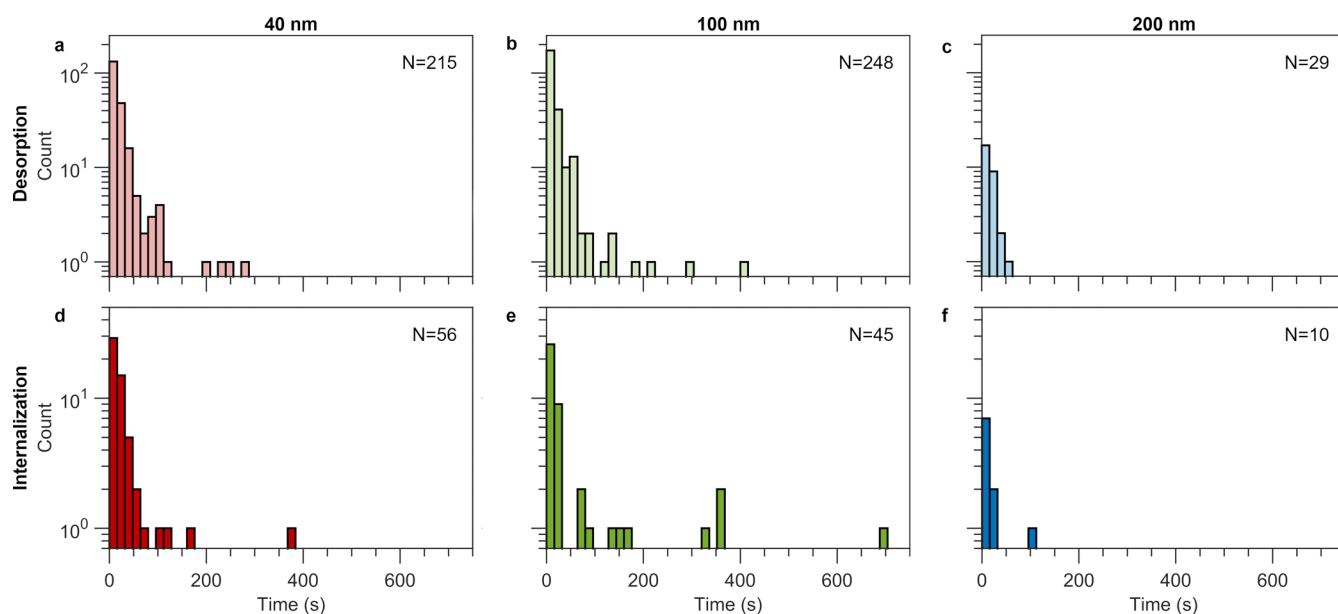 40 nm
100 nm
200 nm
a
b
c
N=215
N=248
N=29
Desorption
Count
10²
10¹
10⁰
d
e
f
N=56
N=45
N=10
Internalization
Count
10¹
10⁰
0 200 400 600
0 200 400 600
0 200 400 600
Time (s)
Time (s)
Time (s)